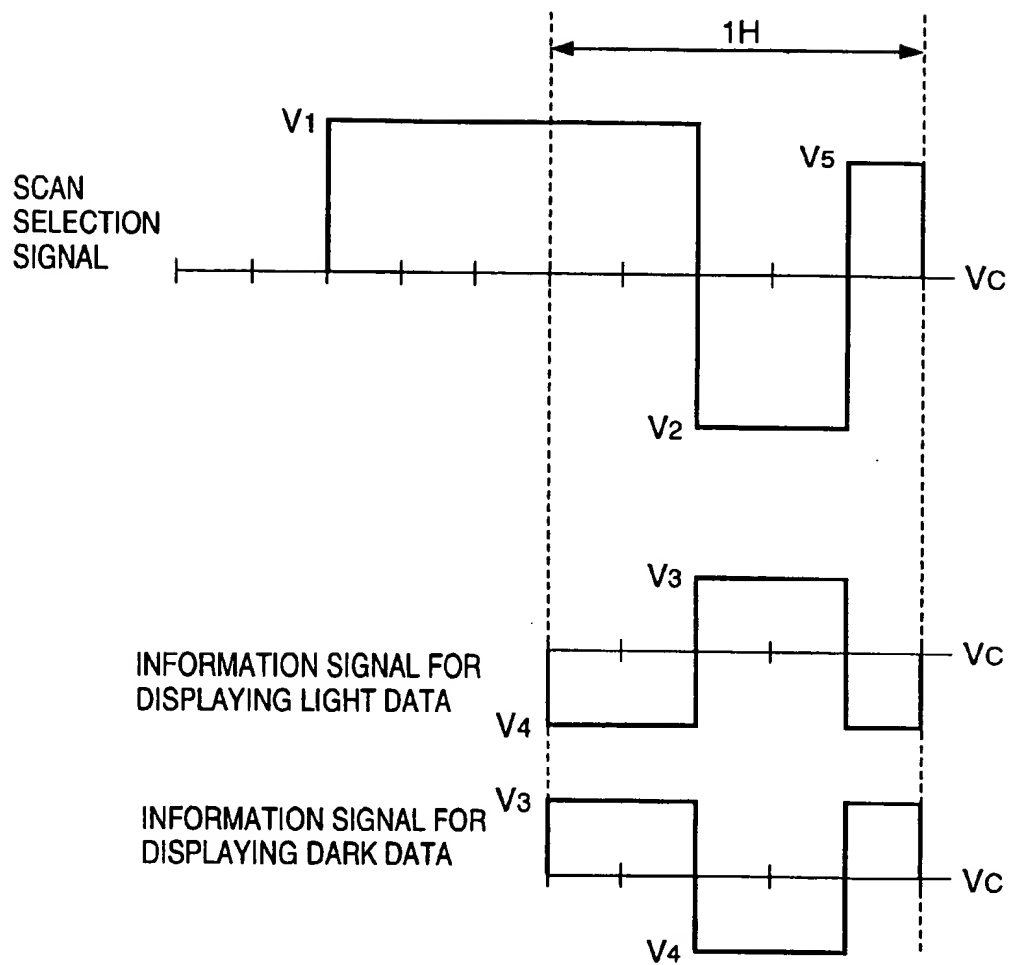 1H
V1
V5
SCAN
SELECTION
SIGNAL
VC
V2
V3
INFORMATION SIGNAL FOR
DISPLAYING LIGHT DATA
VC
V4
V3
INFORMATION SIGNAL FOR
DISPLAYING DARK DATA
VC
V4